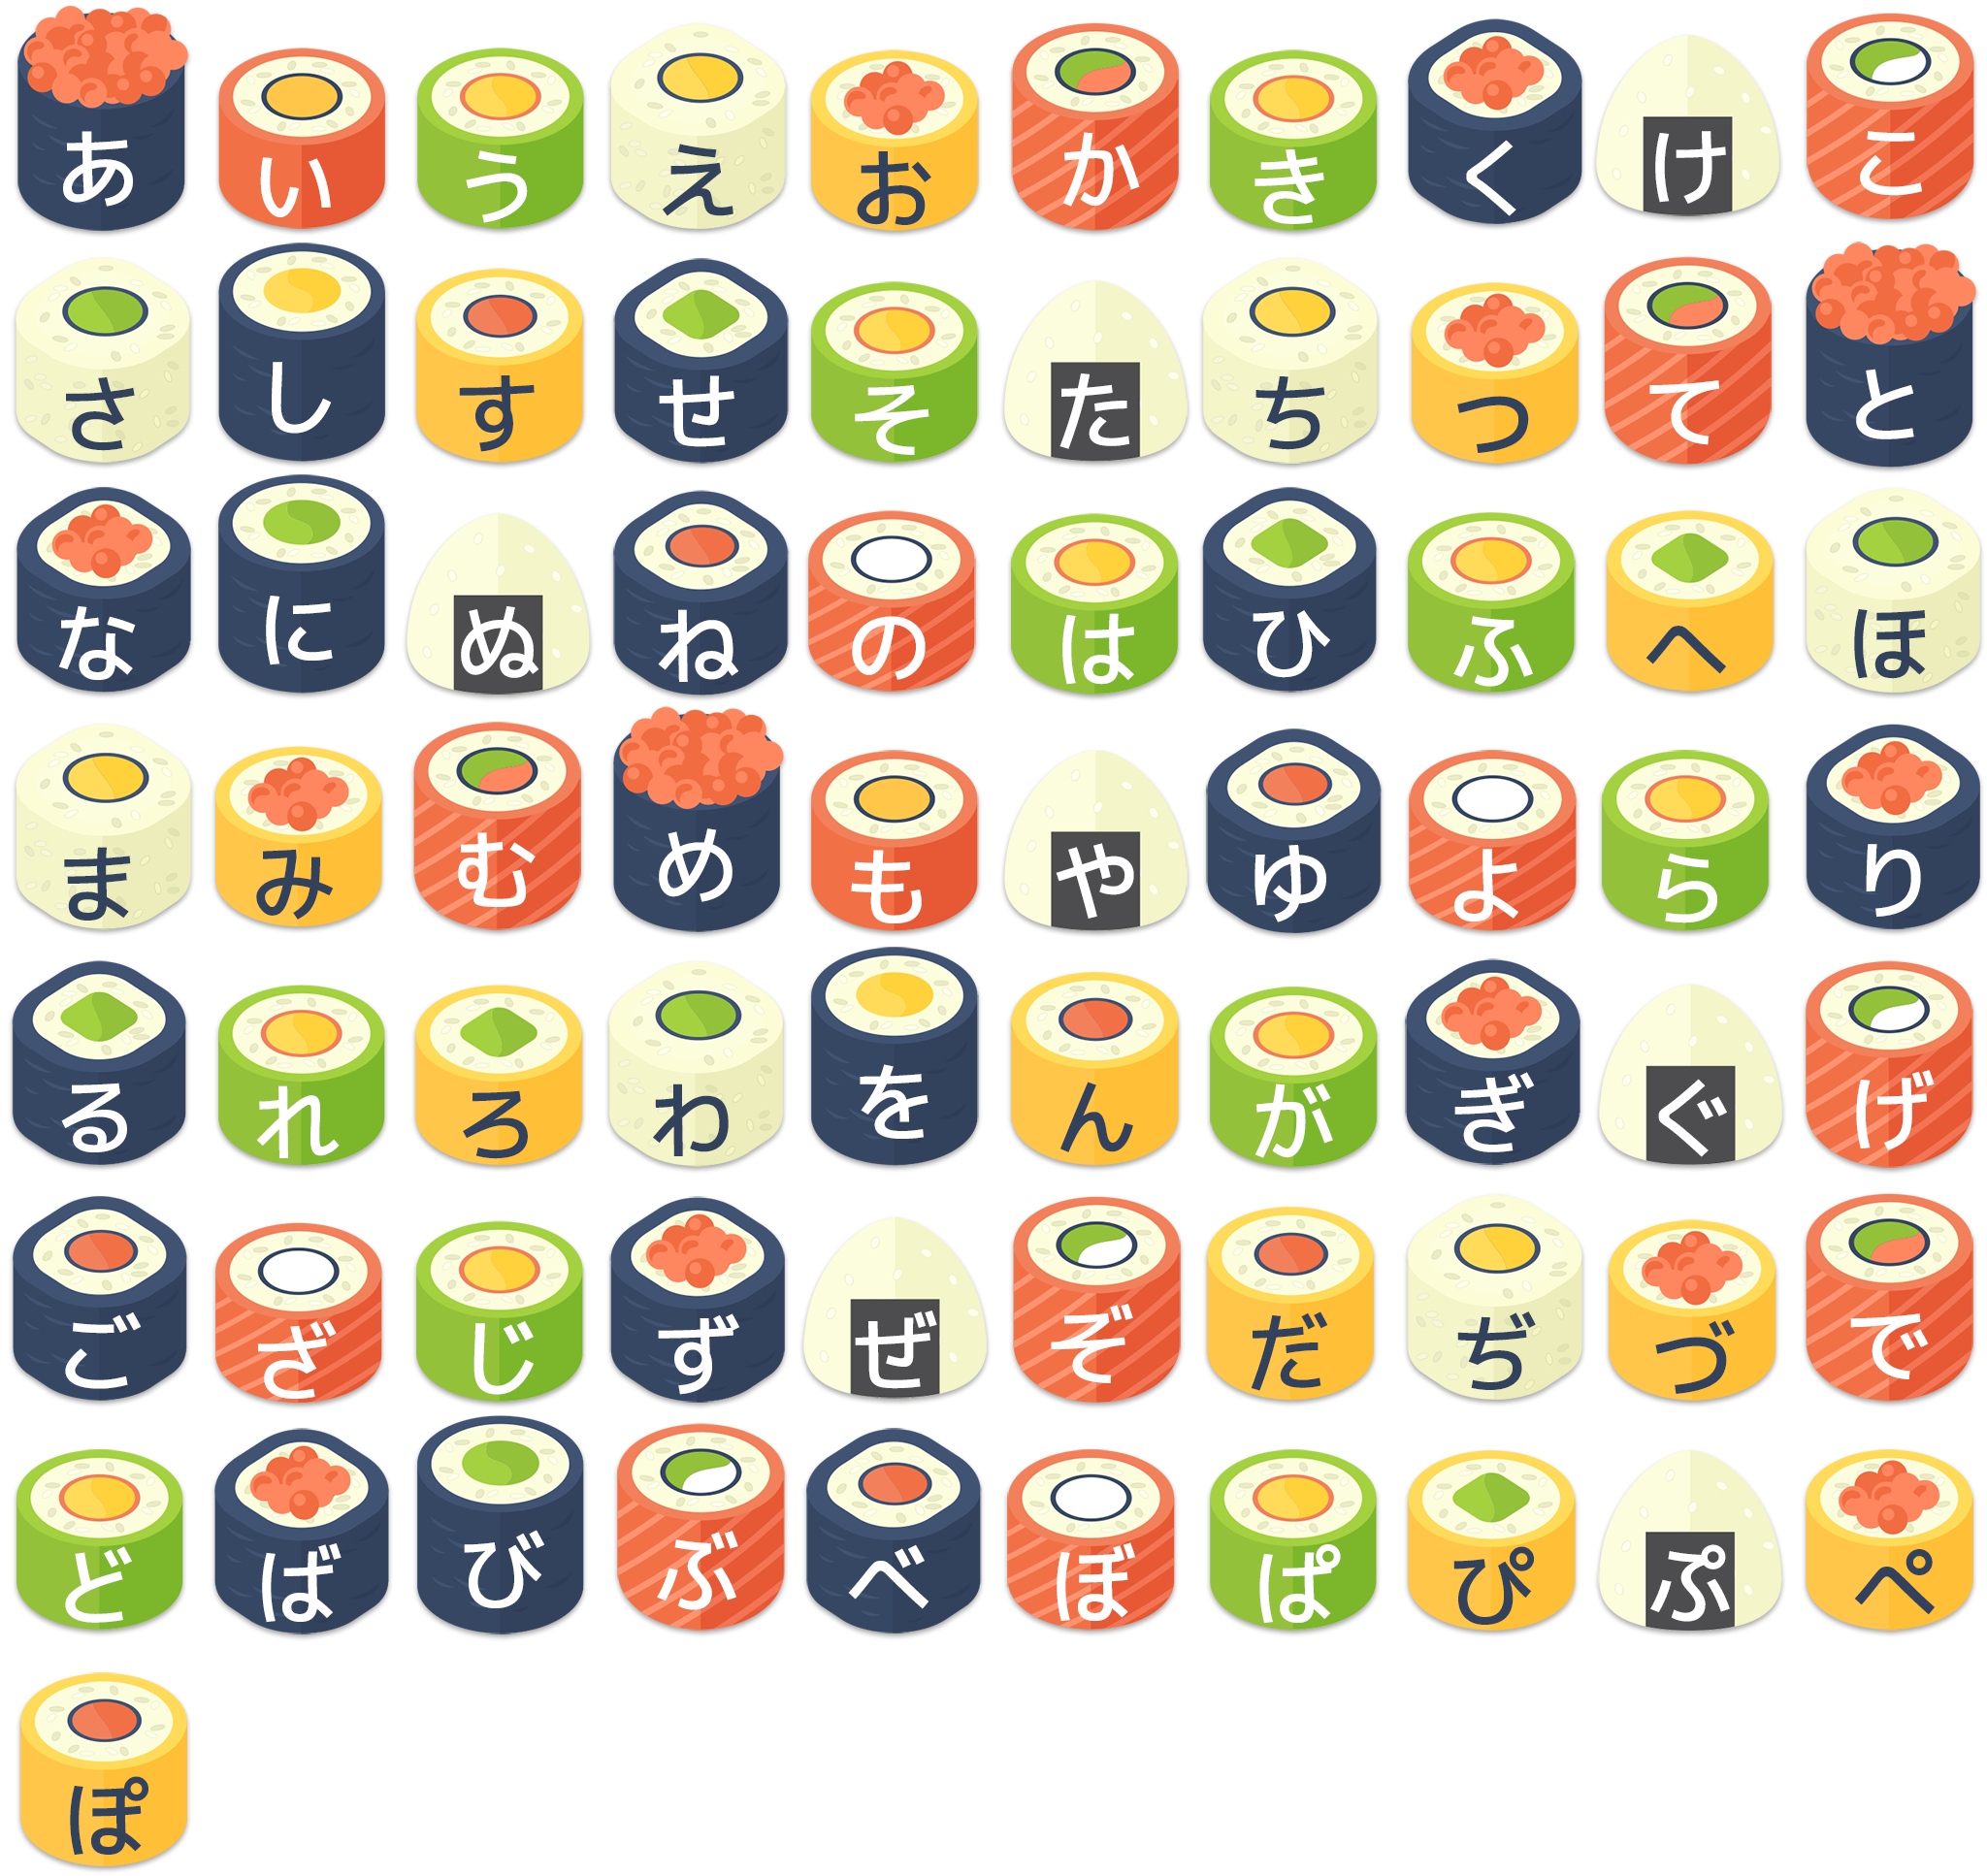 あいうえおかきくけこ
さしすせそたちつてと
なにぬねのはひふへほ
まみむめもやゆよらり
るれろわをんがぎぐげ
ござじずぜぞだぢづで
どばびぶべぼぱぴぷぺ
ぽ